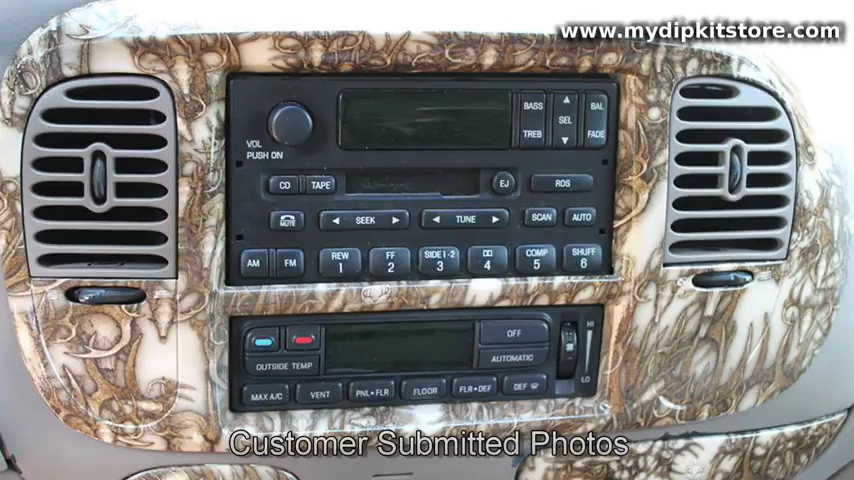 www.mydipkitstore.com
BASS
TREB
▲
SEL
▼
BAL
FADE
VOL
PUSH ON
CD
TAPE
EJ
RDS
MUTE
◄ SEEK ►
◄ TUNE ►
SCAN
AUTO
AM
FM
REW
1
FF
2
SIDE 1-2
3
4
COMP
5
SHUFF
6
OUTSIDE TEMP
OFF
AUTOMATIC
HI
LO
MAX A/C
VENT
PNL•FLR
FLOOR
FLR•DEF
DEF
Customer Submitted Photos